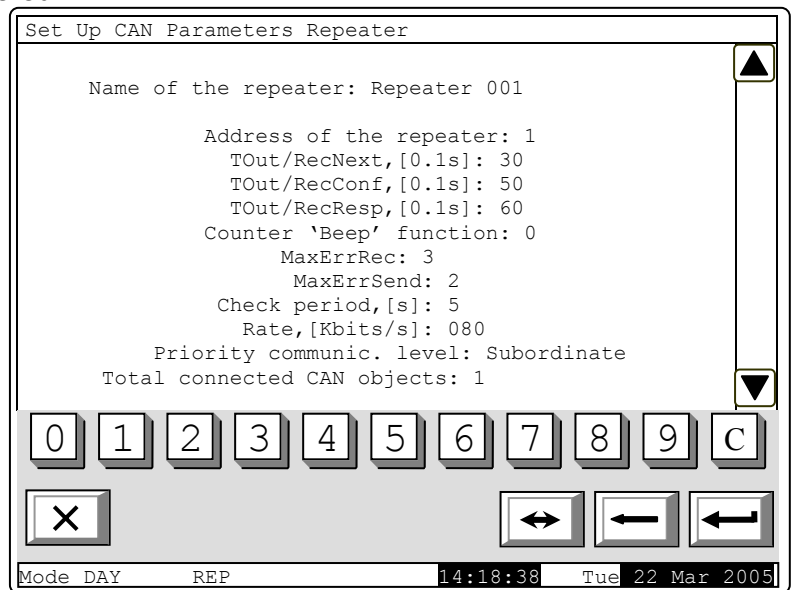 Set Up CAN Parameters Repeater
Name of the repeater: Repeater 001
Address of the repeater: 1
TOut/RecNext,[0.1s]: 30
TOut/RecConf,[0.1s]: 50
TOut/RecResp,[0.1s]: 60
Counter ‘Beep’ function: 0
MaxErrRec: 3
MaxErrSend: 2
Check period,[s]: 5
Rate,[Kbits/s]: 080
Priority communic. level: Subordinate
Total connected CAN objects: 1
0 1 2 3 4 5 6 7 8 9 C
Mode DAY REP 14:18:38 Tue 22 Mar 2005